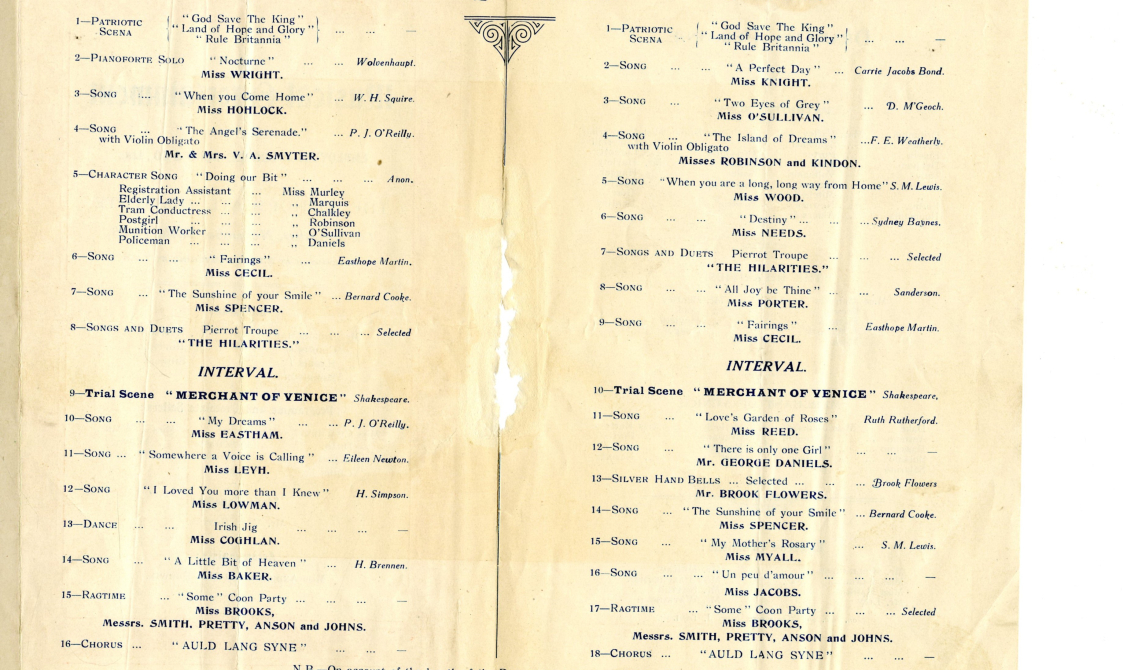 1—PATRIOTIC SCENA
"God Save The King"
"Land of Hope and Glory"
"Rule Britannia" ... ... —
2—PIANOFORTE SOLO "Nocturne" ... ... Wolvenhaupt.
Miss WRIGHT.
3—SONG ... "When you Come Home" ... W. H. Squire.
Miss HOHLOCK.
4—SONG ... "The Angel's Serenade." ... P. J. O'Reilly.
with Violin Obligato
Mr. & Mrs. V. A. SMYTER.
5—CHARACTER SONG "Doing our Bit" ... ... ... Anon.
Registration Assistant ... Miss Murley
Elderly Lady ... ... ,, Marquis
Tram Conductress ... ... ,, Chalkley
Postgirl ... ... ,, Robinson
Munition Worker ... ... ,, O'Sullivan
Policeman ... ... ,, Daniels
6—SONG ... ... "Fairings" ... Easthope Martin.
Miss CECIL.
7—SONG ... "The Sunshine of your Smile" ... Bernard Cooke.
Miss SPENCER.
8—SONGS AND DUETS Pierrot Troupe ... ... ... Selected
"THE HILARITIES."
INTERVAL.
9—Trial Scene "MERCHANT OF VENICE" Shakespeare.
10—SONG ... ... "My Dreams" ... ... P. J. O'Reilly.
Miss EASTHAM.
11—SONG ... "Somewhere a Voice is Calling" ... Eileen Newton.
Miss LEYH.
12—SONG "I Loved You more than I Knew" H. Simpson.
Miss LOWMAN.
13—DANCE ... ... Irish Jig ... ... ... —
Miss COGHLAN.
14—SONG ... "A Little Bit of Heaven" ... H. Brennen.
Miss BAKER.
15—RAGTIME ... "Some" Coon Party ... ... ... —
Miss BROOKS,
Messrs. SMITH, PRETTY, ANSON and JOHNS.
16—CHORUS ... "AULD LANG SYNE" ... ... —
1—PATRIOTIC SCENA
"God Save The King"
"Land of Hope and Glory"
"Rule Britannia" ... ... —
2—SONG ... ... "A Perfect Day" ... Carrie Jacobs Bond.
Miss KNIGHT.
3—SONG ... "Two Eyes of Grey" ... D. M'Geoch.
Miss O'SULLIVAN.
4—SONG ... "The Island of Dreams" ...F. E. Weatherly.
with Violin Obligato
Misses ROBINSON and KINDON.
5—SONG "When you are a long, long way from Home" S. M. Lewis.
Miss WOOD.
6—SONG ... ... "Destiny" ... ... Sydney Baynes.
Miss NEEDS.
7—SONGS AND DUETS Pierrot Troupe ... ... ... Selected
"THE HILARITIES."
8—SONG ... ... "All Joy be Thine" ... Sanderson.
Miss PORTER.
9—SONG ... ... "Fairings" ... Easthope Martin.
Miss CECIL.
INTERVAL.
10—Trial Scene "MERCHANT OF VENICE" Shakespeare,
11—SONG ... "Love's Garden of Roses" Ruth Rutherford.
Miss REED.
12—SONG ... "There is only one Girl" ... ... —
Mr. GEORGE DANIELS.
13—SILVER HAND BELLS ... Selected ... ... ... Brook Flowers
Mr. BROOK FLOWERS.
14—SONG ... "The Sunshine of your Smile" ... Bernard Cooke.
Miss SPENCER.
15—SONG ... "My Mother's Rosary" ... S. M. Lewis.
Miss MYALL.
16—SONG ... ... "Un peu d'amour" ... ... ... —
Miss JACOBS.
17—RAGTIME ... "Some" Coon Party ... ... Selected
Miss BROOKS,
Messrs. SMITH, PRETTY, ANSON and JOHNS.
18—CHORUS ... "AULD LANG SYNE" ... ... —